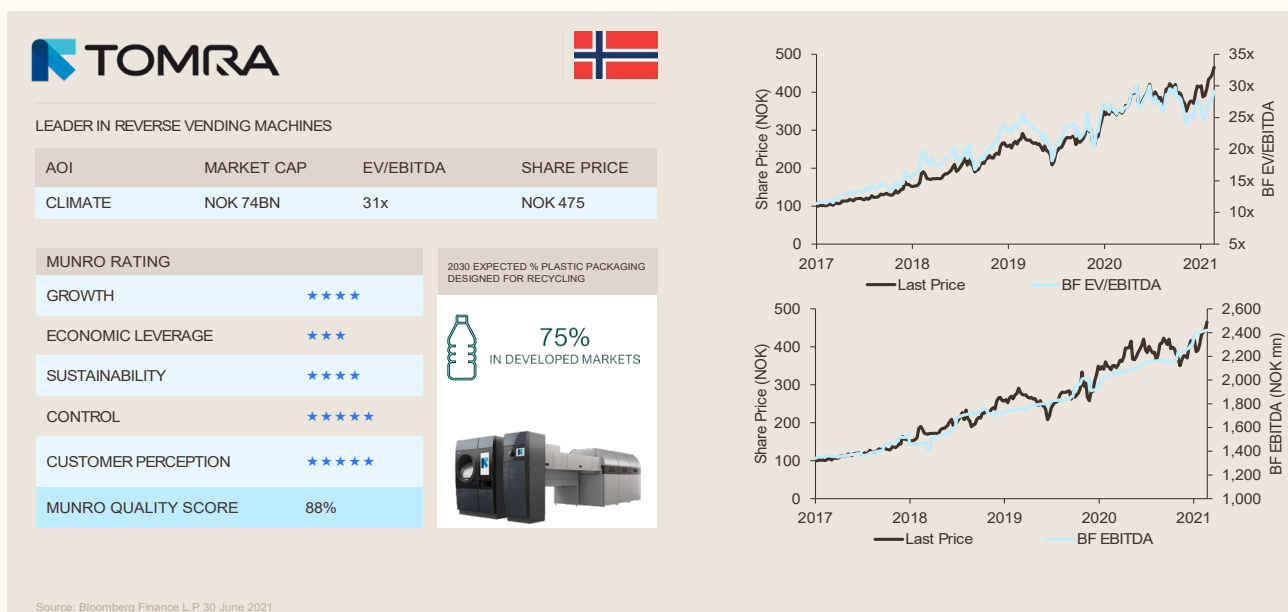 TOMRA
LEADER IN REVERSE VENDING MACHINES
AOI MARKET CAP EV/EBITDA SHARE PRICE
CLIMATE NOK 74BN 31x NOK 475
MUNRO RATING
GROWTH ★★★★
ECONOMIC LEVERAGE ★★★
SUSTAINABILITY ★★★★
CONTROL ★★★★★
CUSTOMER PERCEPTION ★★★★★
MUNRO QUALITY SCORE 88%
2030 EXPECTED % PLASTIC PACKAGING
DESIGNED FOR RECYCLING
75%
IN DEVELOPED MARKETS
Share Price (NOK)
500
400
300
200
100
0
35x
30x
25x
20x
15x
10x
5x
BF EV/EBITDA
2017 2018 2019 2020 2021
Last Price BF EV/EBITDA
Share Price (NOK)
500
400
300
200
100
0
2,600
2,400
2,200
2,000
1,800
1,600
1,400
1,200
1,000
BF EBITDA (NOK mn)
2017 2018 2019 2020 2021
Last Price BF EBITDA
Source: Bloomberg Finance L.P 30 June 2021